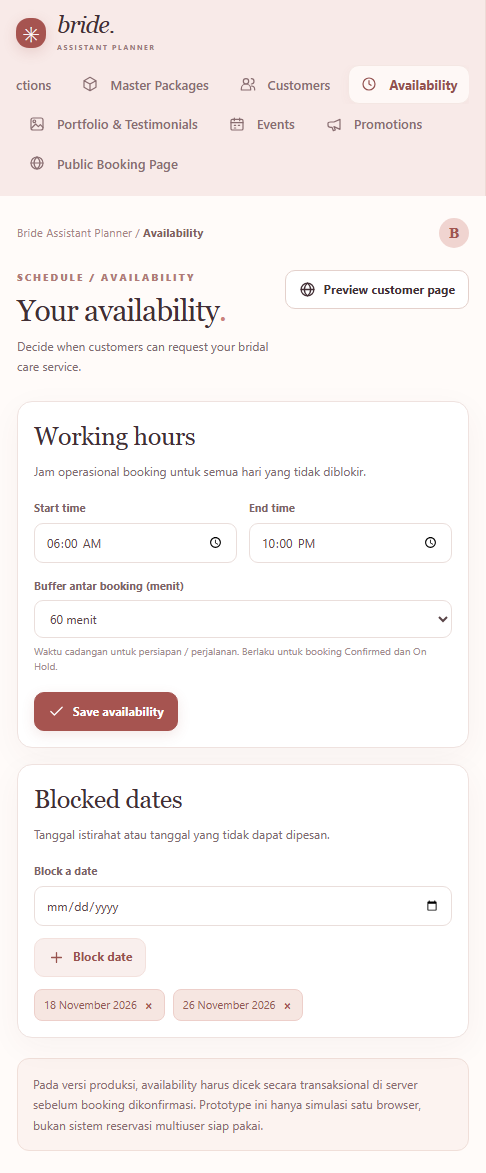 bride.
ASSISTANT PLANNER
ctions
Master Packages
Customers
Availability
Portfolio & Testimonials
Events
Promotions
Public Booking Page
Bride Assistant Planner / Availability
B
SCHEDULE / AVAILABILITY
Your availability.
Preview customer page
Decide when customers can request your bridal
care service.
Working hours
Jam operasional booking untuk semua hari yang tidak diblokir.
Start time
End time
06:00 AM
10:00 PM
Buffer antar booking (menit)
60 menit
Waktu cadangan untuk persiapan / perjalanan. Berlaku untuk booking Confirmed dan On
Hold.
Save availability
Blocked dates
Tanggal istirahat atau tanggal yang tidak dapat dipesan.
Block a date
mm/dd/yyyy
+ Block date
18 November 2026 ×
26 November 2026 ×
Pada versi produksi, availability harus dicek secara transaksional di server
sebelum booking dikonfirmasi. Prototype ini hanya simulasi satu browser,
bukan sistem reservasi multiuser siap pakai.